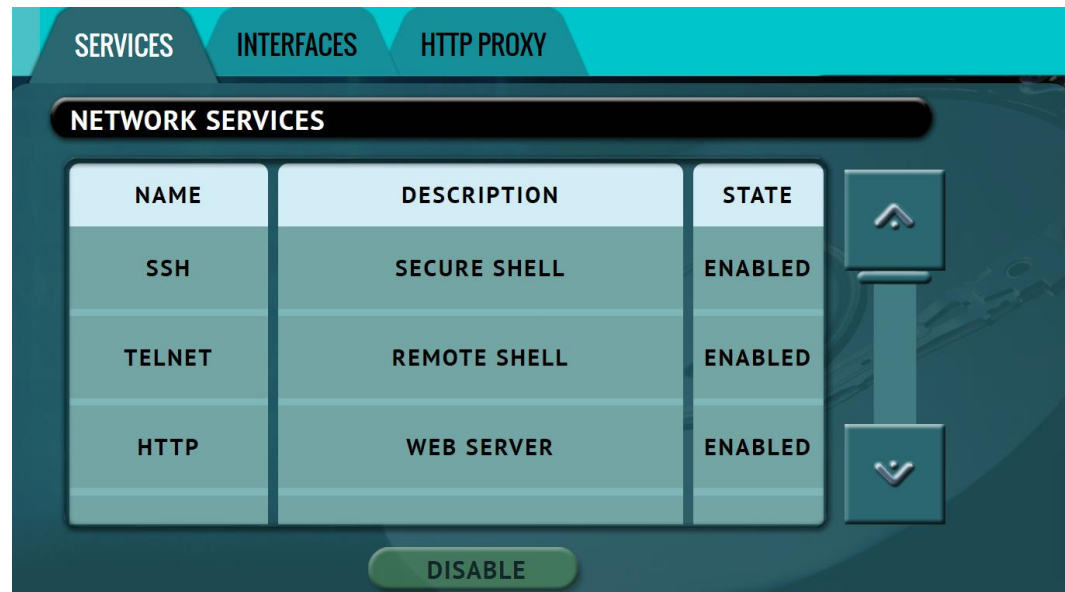 SERVICES INTERFACES HTTP PROXY
NETWORK SERVICES
NAME DESCRIPTION STATE
SSH SECURE SHELL ENABLED
TELNET REMOTE SHELL ENABLED
HTTP WEB SERVER ENABLED
DISABLE